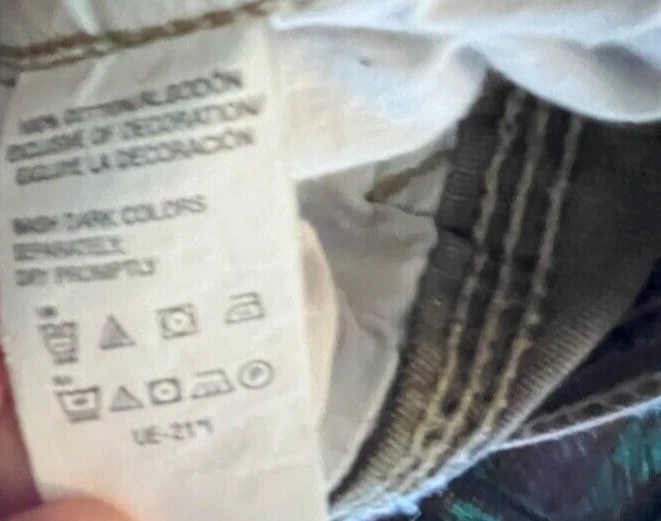 100% COTTON/ALGODÓN
EXCLUSIVE OF DECORATION/
EXCLUYE LA DECORACIÓN
WASH DARK COLORS
SEPARATELY.
DRY PROMPTLY